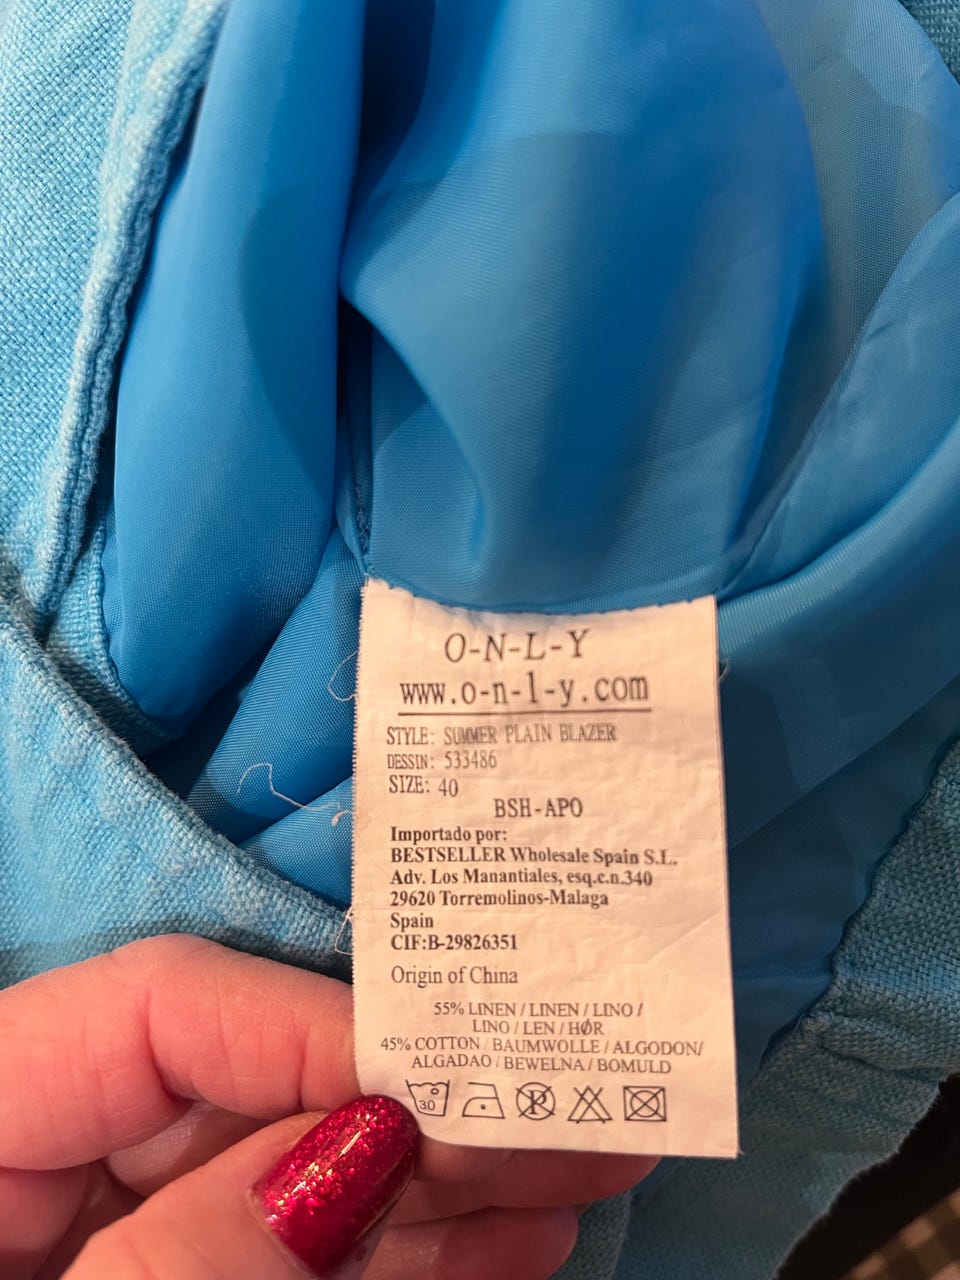 O-N-L-Y
www.o-n-l-y.com
STYLE: SUMMER PLAIN BLAZER
DESSIN: 533486
SIZE: 40
BSH-APO
Importado por:
BESTSELLER Wholesale Spain S.L.
Adv. Los Manantiales, esq.c.n.340
29620 Torremolinos-Malaga
Spain
CIF:B-29826351
Origin of China
55% LINEN / LINEN / LINO /
LINO / LEN / HØR
45% COTTON / BAUMWOLLE / ALGODON/
ALGADAO / BEWELNA / BOMULD
30 P